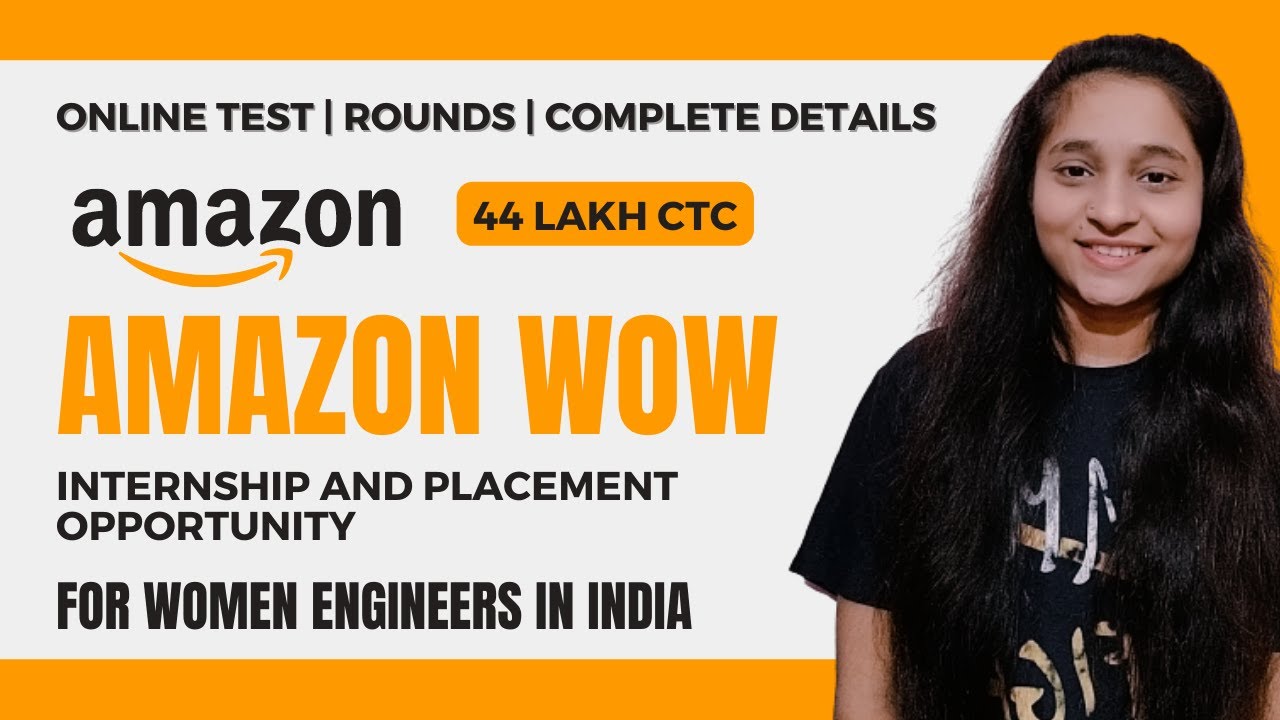 ONLINE TEST | ROUNDS | COMPLETE DETAILS
amazon
44 LAKH CTC
AMAZON WOW
INTERNSHIP AND PLACEMENT
OPPORTUNITY
FOR WOMEN ENGINEERS IN INDIA